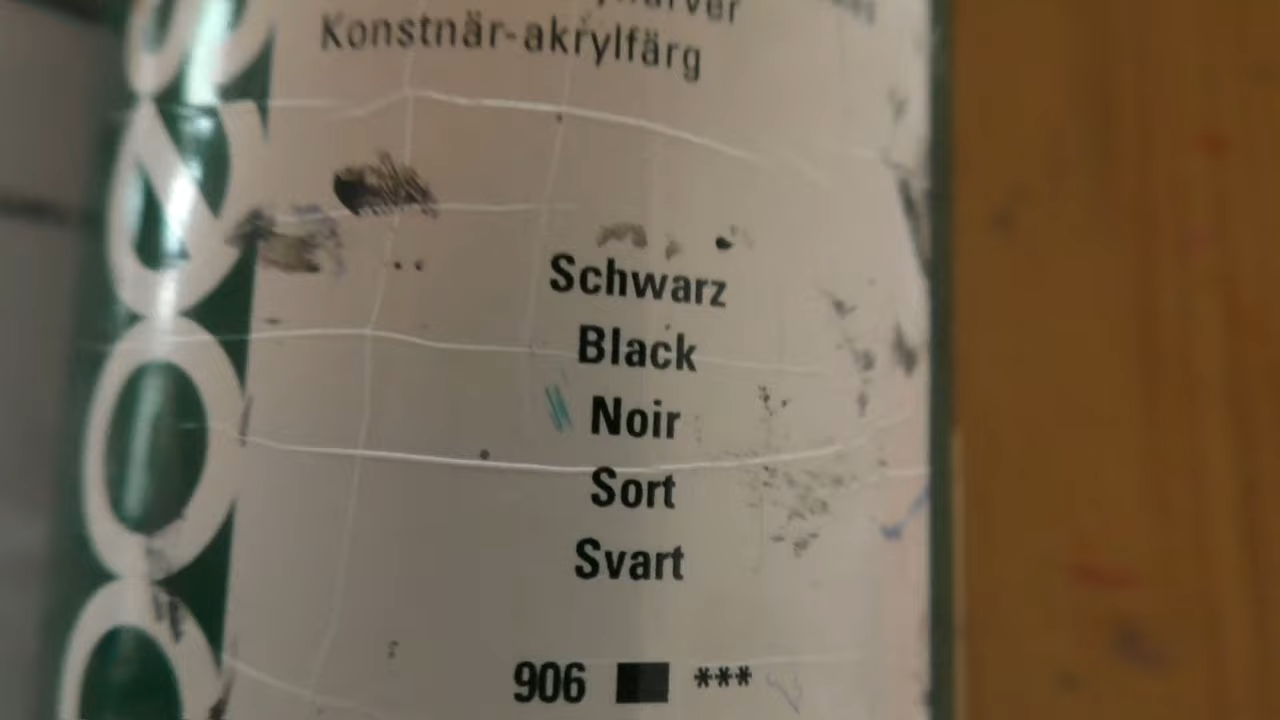 Konstnär-akrylfärg
Schwarz
Black
Noir
Sort
Svart
906 ***